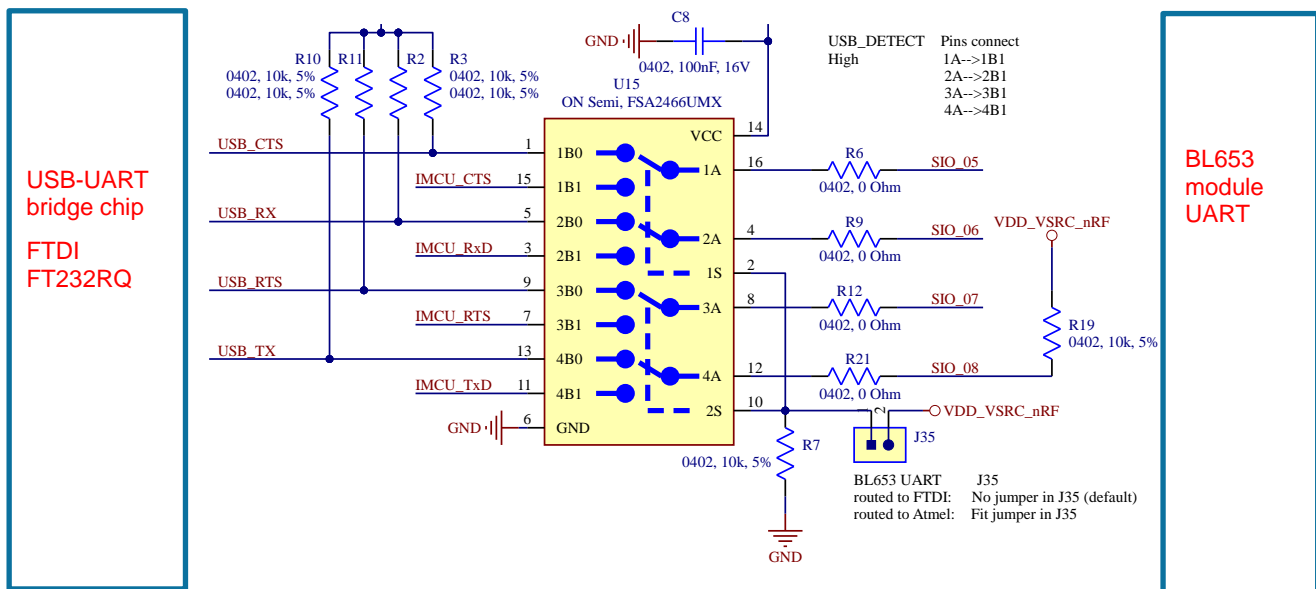 USB-UART
bridge chip
FTDI
FT232RQ
R10
R11
R2
R3
0402, 10k, 5%
0402, 10k, 5%
0402, 10k, 5%
0402, 10k, 5%
C8
GND
0402, 100nF, 16V
U15
ON Semi, FSA2466UMX
USB_DETECT Pins connect
High 1A-->1B1
2A-->2B1
3A-->3B1
4A-->4B1
USB_CTS
1
1B0
IMCU_CTS
15
1B1
USB_RX
5
2B0
IMCU_RxD
3
2B1
USB_RTS
9
3B0
IMCU_RTS
7
3B1
USB_TX
13
4B0
IMCU_TxD
11
4B1
GND
6
GND
VCC
14
1A
16
R6
0402, 0 Ohm
SIO_05
2A
4
R9
0402, 0 Ohm
SIO_06
1S
2
3A
8
R12
0402, 0 Ohm
SIO_07
4A
12
R21
0402, 0 Ohm
SIO_08
2S
10
VDD_VSRC_nRF
R19
0402, 10k, 5%
1
2
VDD_VSRC_nRF
J35
R7
0402, 10k, 5%
GND
BL653 UART J35
routed to FTDI: No jumper in J35 (default)
routed to Atmel: Fit jumper in J35
BL653
module
UART